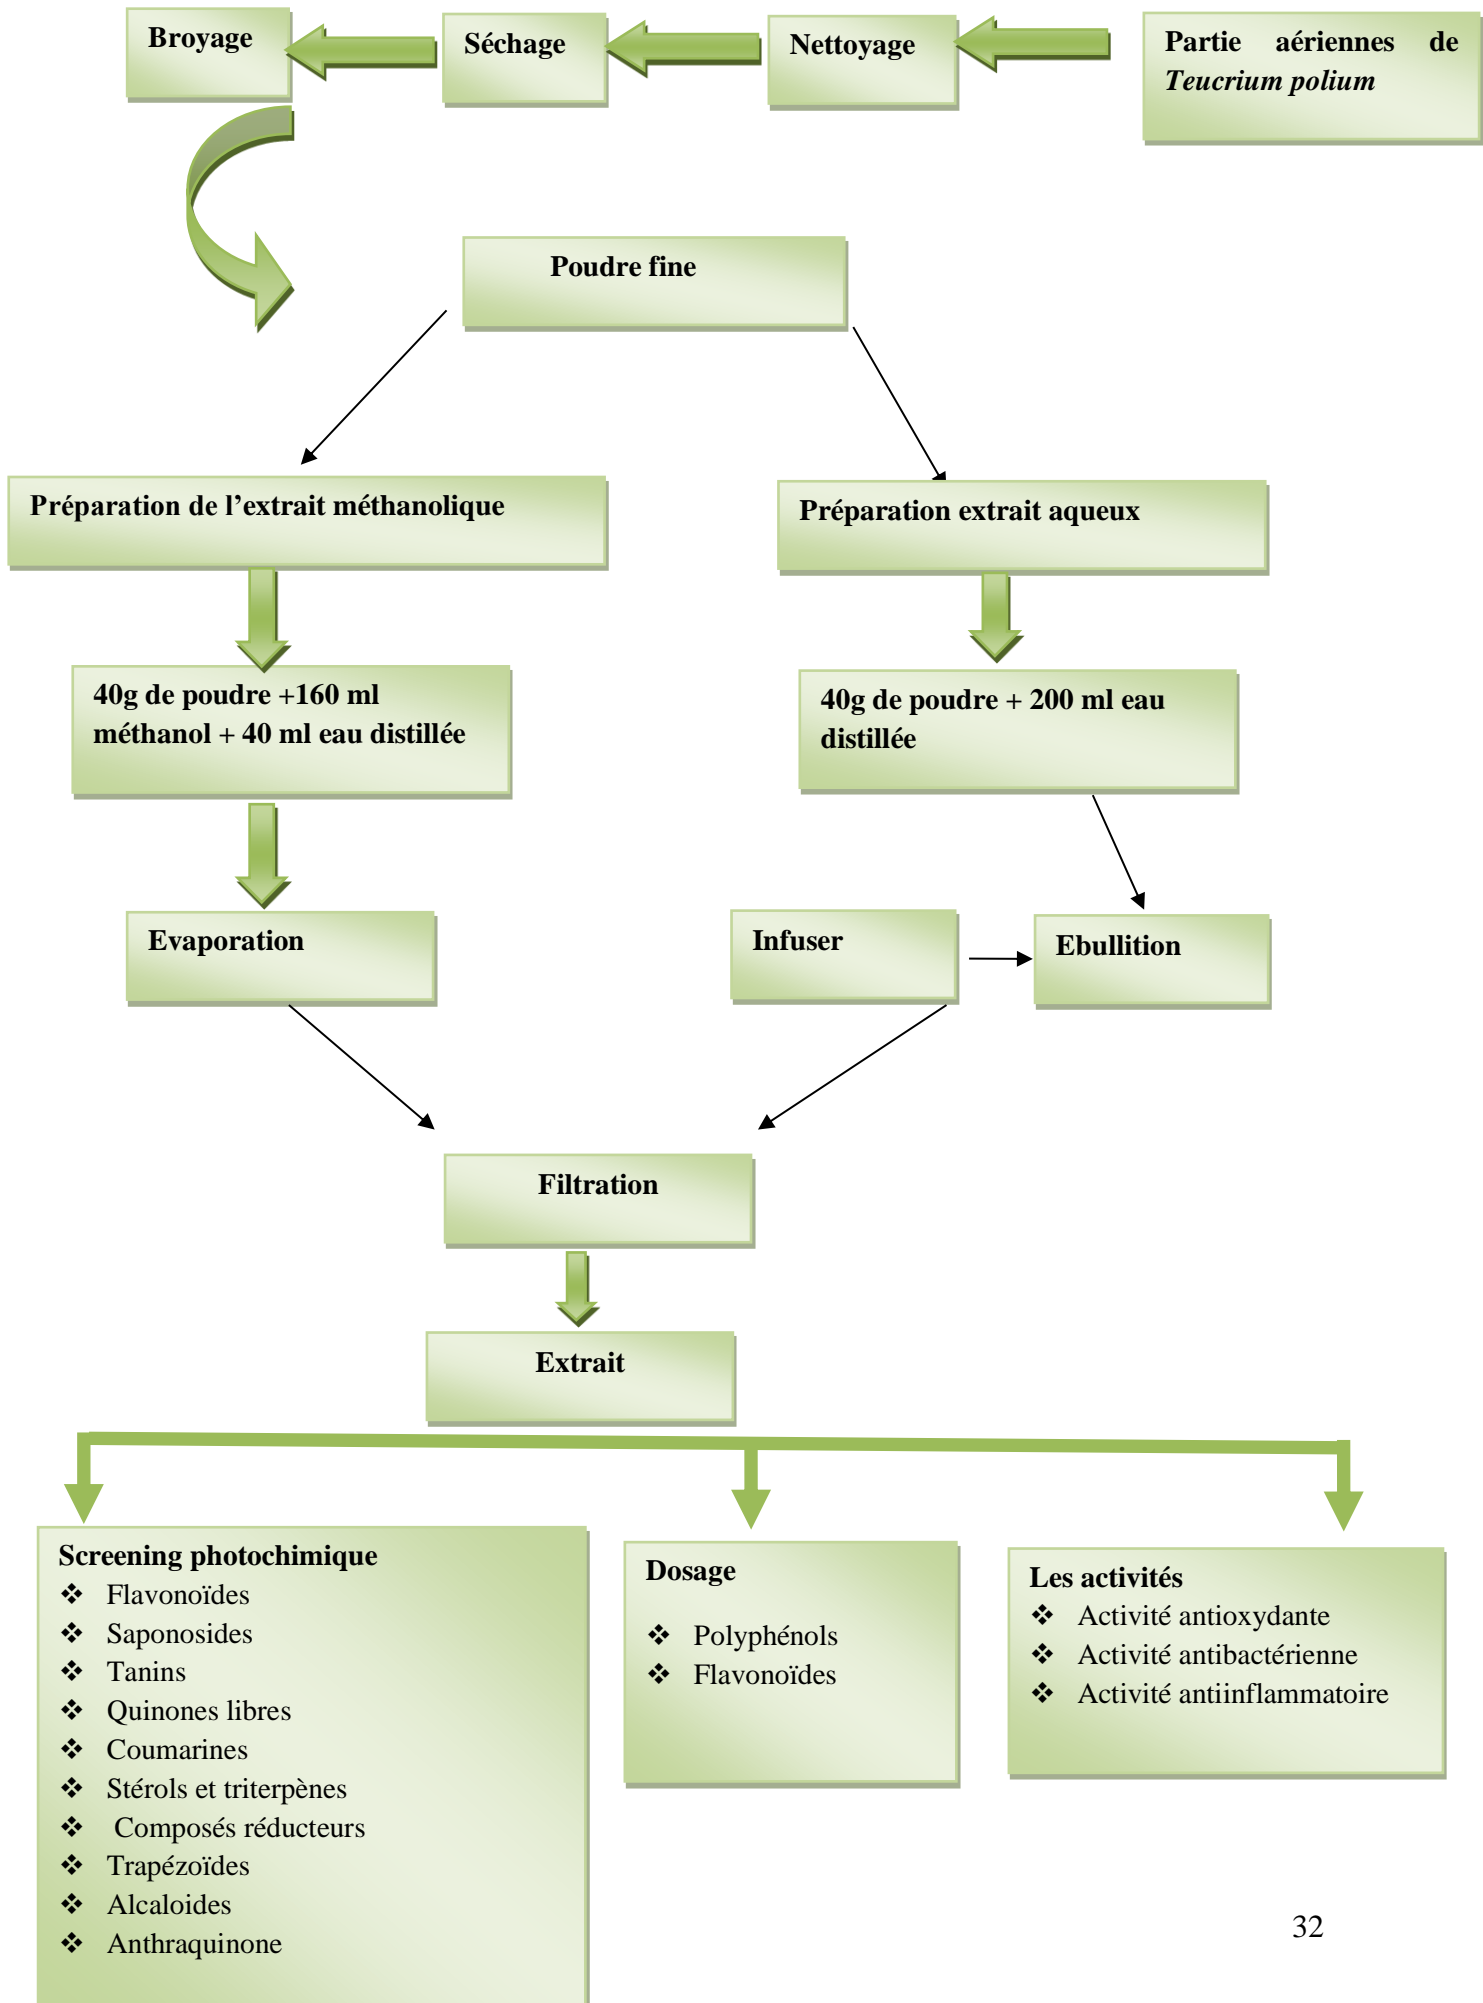 Broyage
Séchage
Nettoyage
Partie aériennes de
Teucrium polium
Poudre fine
Préparation de l’extrait méthanolique
Préparation extrait aqueux
40g de poudre +160 ml
méthanol + 40 ml eau distillée
40g de poudre + 200 ml eau
distillée
Evaporation
Infuser
Ebullition
Filtration
Extrait
Screening photochimique
❖ Flavonoïdes
❖ Saponosides
❖ Tanins
❖ Quinones libres
❖ Coumarines
❖ Stérols et triterpènes
❖ Composés réducteurs
❖ Trapézoïdes
❖ Alcaloides
❖ Anthraquinone
Dosage
❖ Polyphénols
❖ Flavonoïdes
Les activités
❖ Activité antioxydante
❖ Activité antibactérienne
❖ Activité antiinflammatoire
32